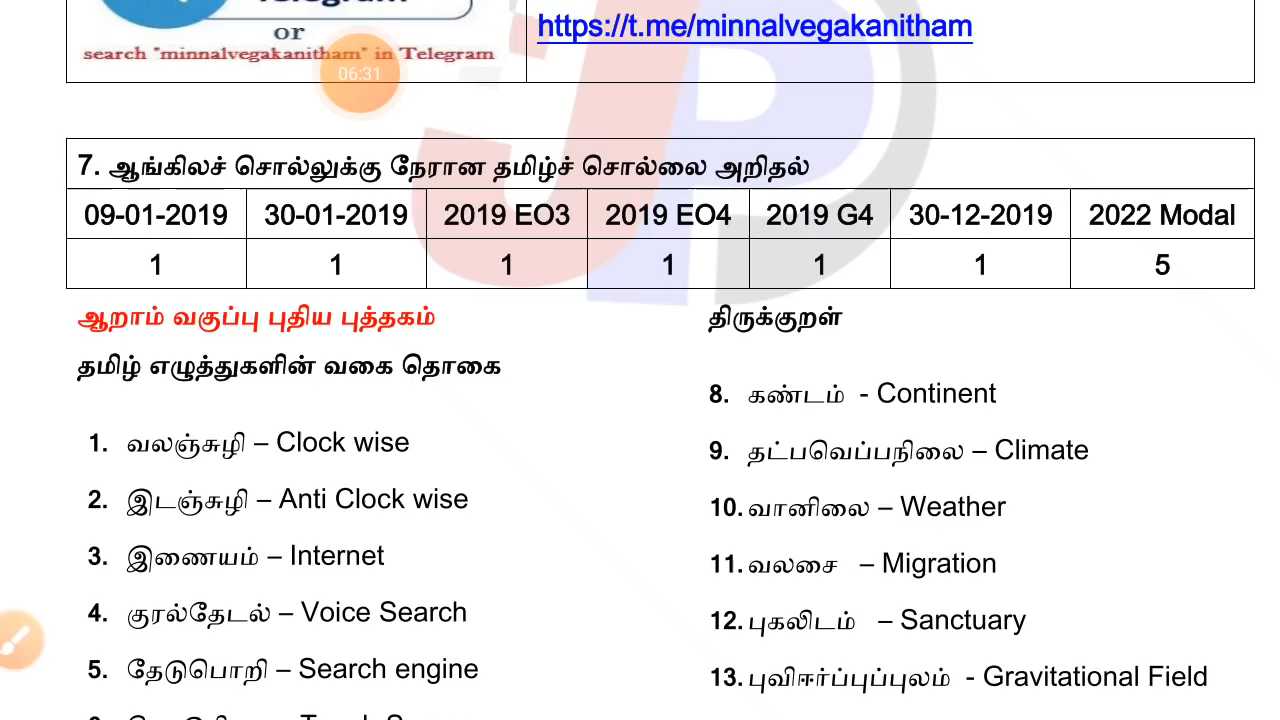 Telegram
or
search "minnalvegakanitham" in Telegram
06:31
https://t.me/minnalvegakanitham
7. ஆங்கிலச் சொல்லுக்கு நேரான தமிழ்ச் சொல்லை அறிதல்
09-01-2019 30-01-2019 2019 EO3 2019 EO4 2019 G4 30-12-2019 2022 Modal
1 1 1 1 1 1 5
ஆறாம் வகுப்பு புதிய புத்தகம்
தமிழ் எழுத்துகளின் வகை தொகை
1. வலஞ்சுழி – Clock wise
2. இடஞ்சுழி – Anti Clock wise
3. இணையம் – Internet
4. குரல்தேடல் – Voice Search
5. தேடுபொறி – Search engine
திருக்குறள்
8. கண்டம் - Continent
9. தட்பவெப்பநிலை – Climate
10. வானிலை – Weather
11. வலசை – Migration
12. புகலிடம் – Sanctuary
13. புவிஈர்ப்புப்புலம் - Gravitational Field